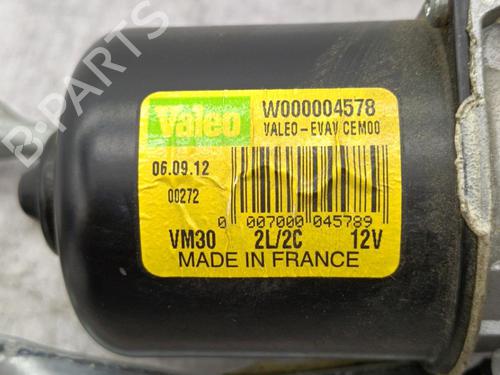 Valeo
W000004578
VALEO-EVAV CEM00
06.09.12
00272
0 007000 045789
VM30 2L/2C 12V
MADE IN FRANCE
B-PARTS